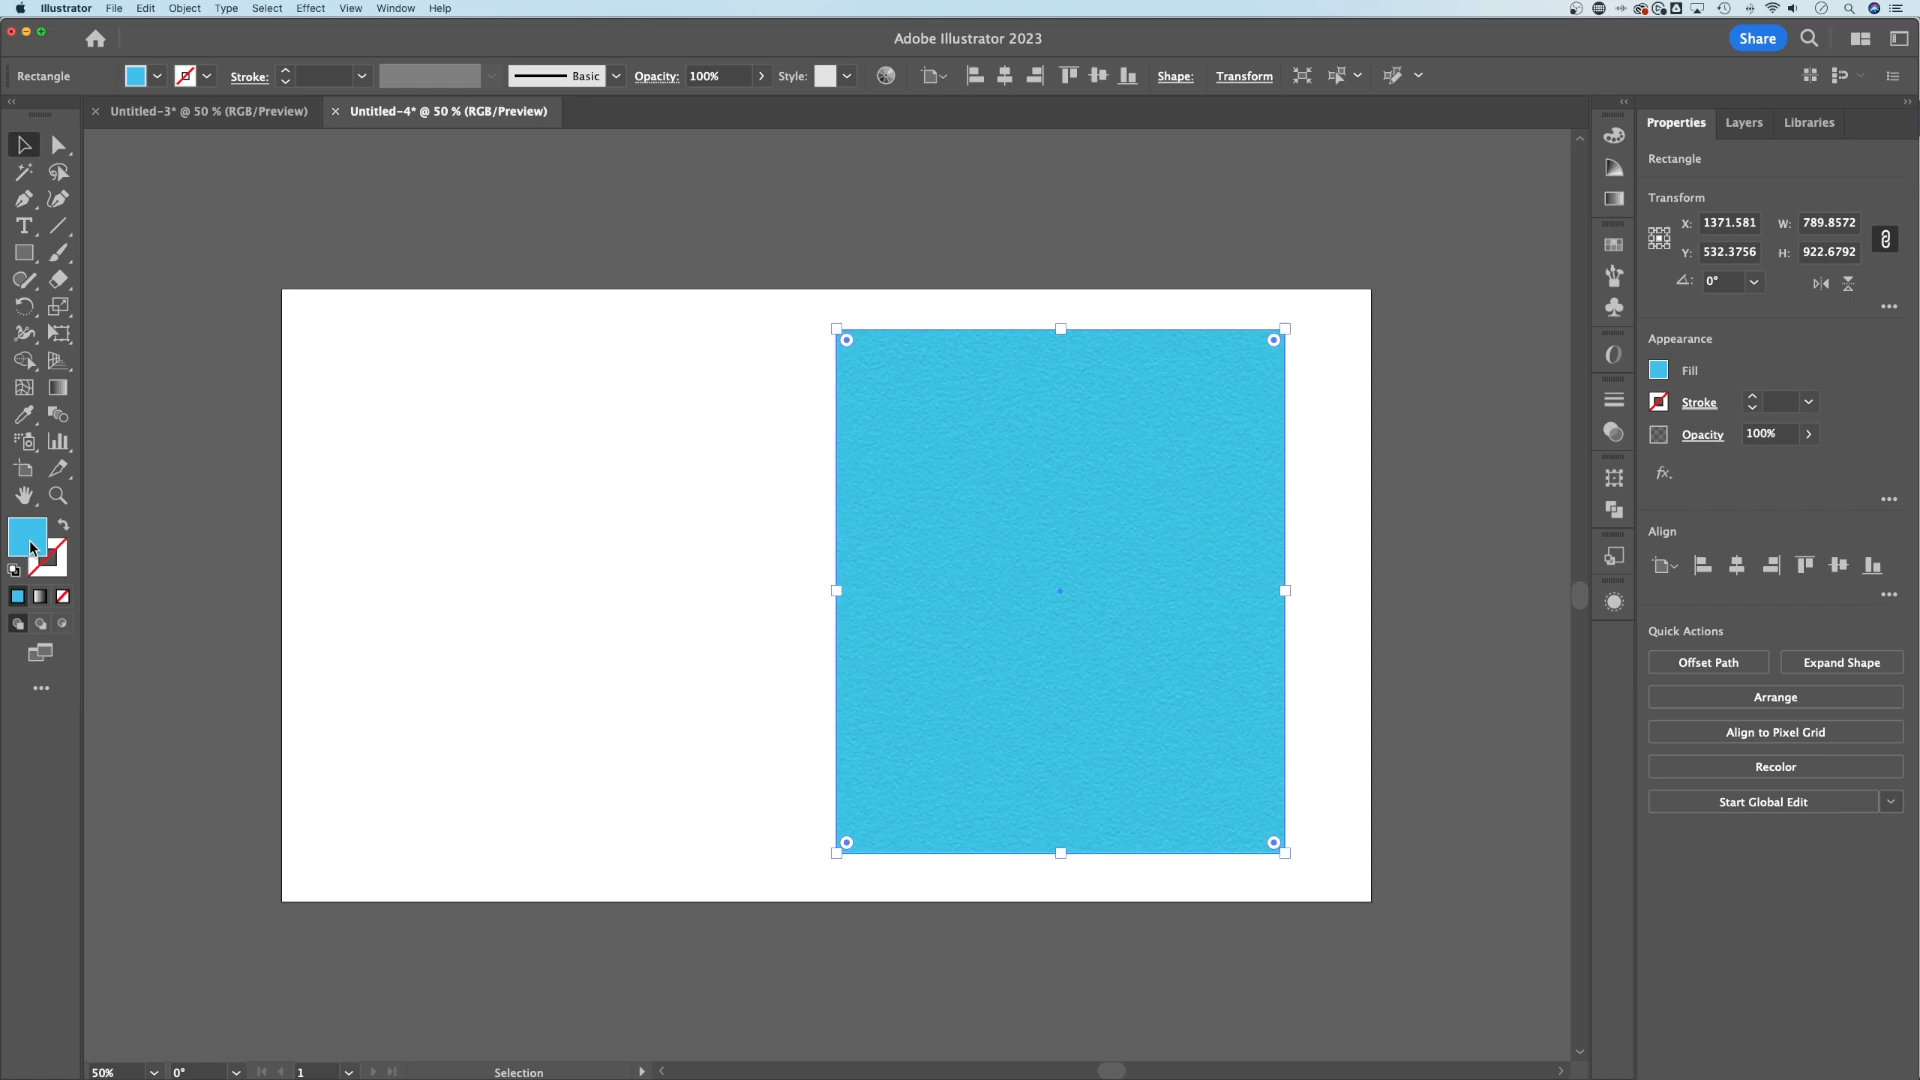 Illustrator File Edit Object Type Select Effect View Window Help
Adobe Illustrator 2023
Share
Rectangle
Stroke:
Basic
Opacity: 100%
Style:
Shape:
Transform
Untitled-3* @ 50 % (RGB/Preview)
Untitled-4* @ 50 % (RGB/Preview)
Properties Layers Libraries
Rectangle
Transform
X: 1371.581 W: 789.8572
Y: 532.3756 H: 922.6792
0°
Appearance
Fill
Stroke
Opacity 100%
fx.
Align
Quick Actions
Offset Path Expand Shape
Arrange
Align to Pixel Grid
Recolor
Start Global Edit
50% 0° 1 Selection